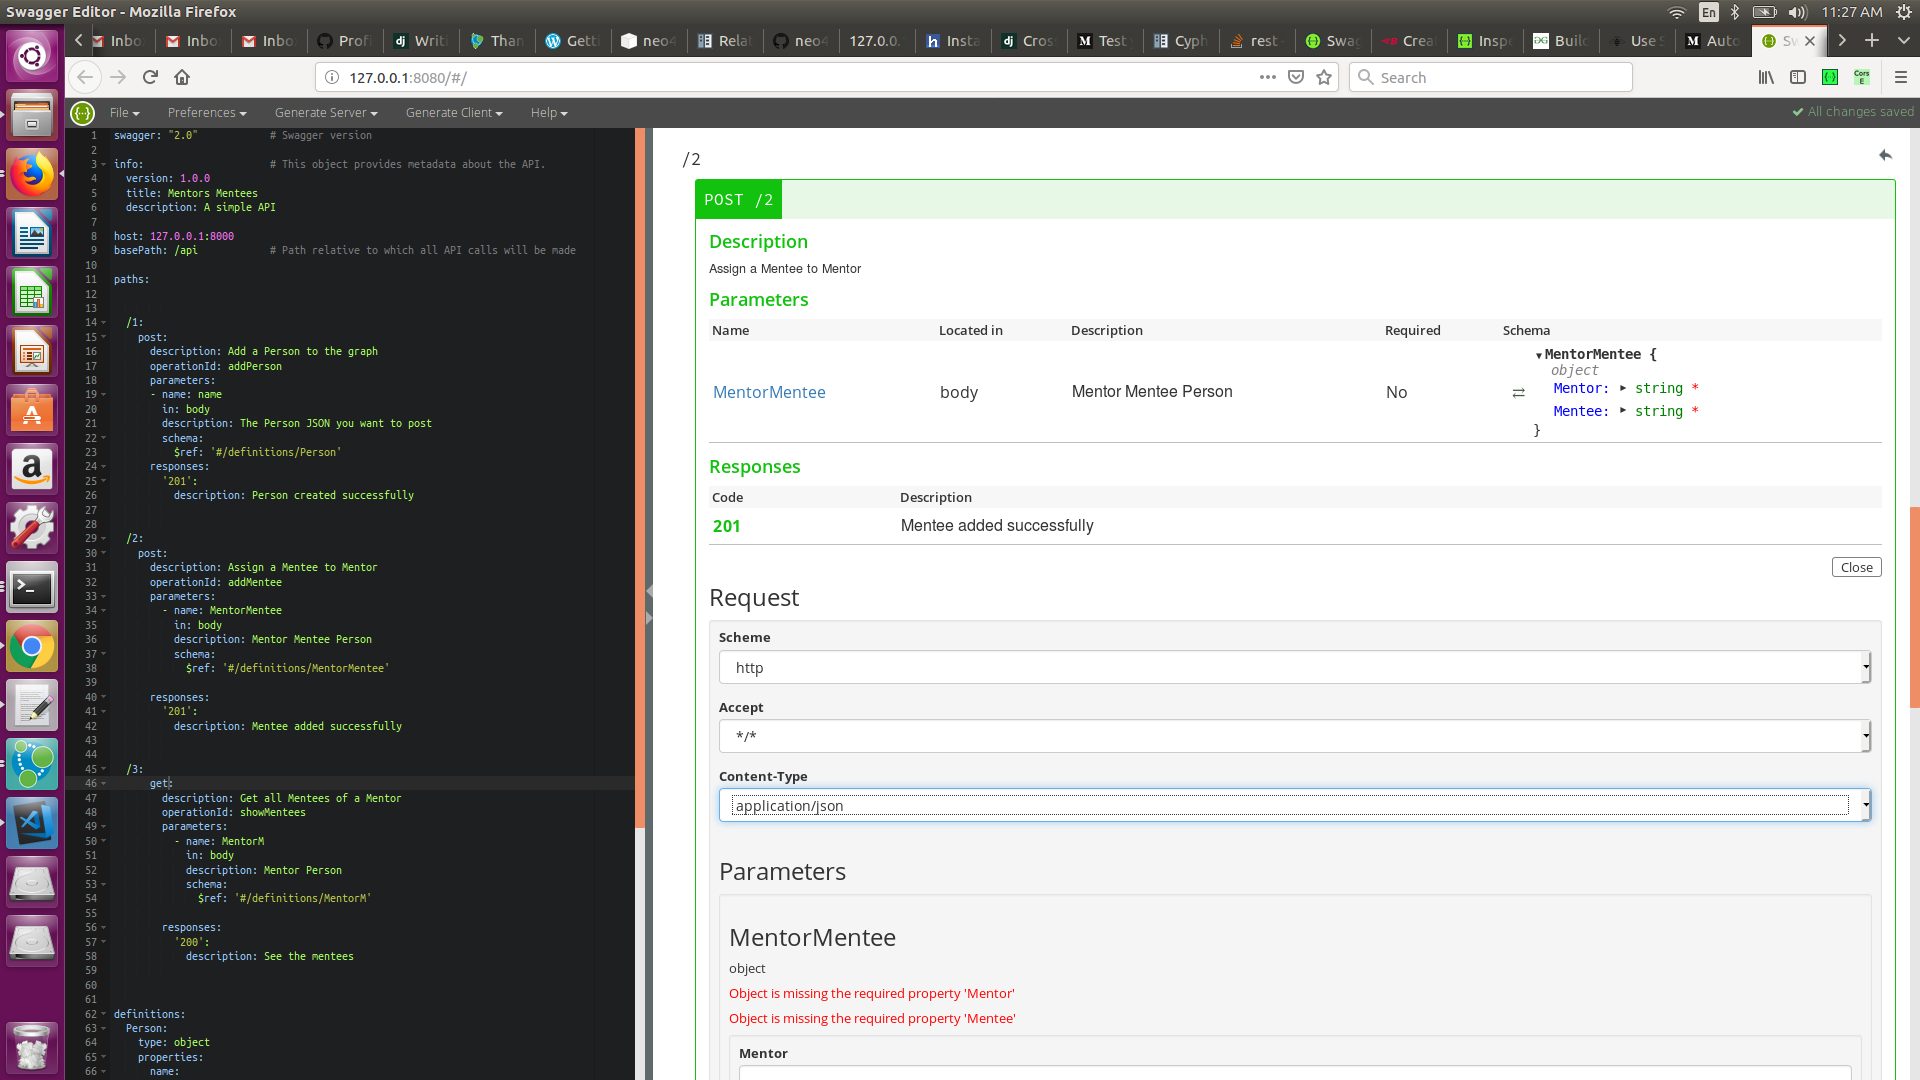 Swagger Editor - Mozilla Firefox
En 11:27 AM
Inbo Inbo Inbo Profi Writi Than Getti neo4 Relat neo4 127.0.0. Insta Cros Test Cyph rest Swag Crea Inspe Build Use Auto Sw
127.0.0.1:8080/#/
Search
File Preferences Generate Server Generate Client Help
All changes saved
1 swagger: "2.0" # Swagger version
2
3 info: # This object provides metadata about the API.
4 version: 1.0.0
5 title: Mentors Mentees
6 description: A simple API
7
8 host: 127.0.0.1:8000
9 basePath: /api # Path relative to which all API calls will be made
10
11 paths:
12
13
14 /1:
15 post:
16 description: Add a Person to the graph
17 operationId: addPerson
18 parameters:
19 - name: name
20 in: body
21 description: The Person JSON you want to post
22 schema:
23 $ref: '#/definitions/Person'
24 responses:
25 '201':
26 description: Person created successfully
27
28
29 /2:
30 post:
31 description: Assign a Mentee to Mentor
32 operationId: addMentee
33 parameters:
34 - name: MentorMentee
35 in: body
36 description: Mentor Mentee Person
37 schema:
38 $ref: '#/definitions/MentorMentee'
39
40 responses:
41 '201':
42 description: Mentee added successfully
43
44
45 /3:
46 get:
47 description: Get all Mentees of a Mentor
48 operationId: showMentees
49 parameters:
50 - name: MentorM
51 in: body
52 description: Mentor Person
53 schema:
54 $ref: '#/definitions/MentorM'
55
56 responses:
57 '200':
58 description: See the mentees
59
60
61
62 definitions:
63 Person:
64 type: object
65 properties:
66 name:
/2
POST /2
Description
Assign a Mentee to Mentor
Parameters
Name Located in Description Required Schema
MentorMentee body Mentor Mentee Person No
MentorMentee {
object
Mentor: string *
Mentee: string *
}
Responses
Code Description
201 Mentee added successfully
Close
Request
Scheme
http
Accept
*/*
Content-Type
application/json
Parameters
MentorMentee
object
Object is missing the required property 'Mentor'
Object is missing the required property 'Mentee'
Mentor